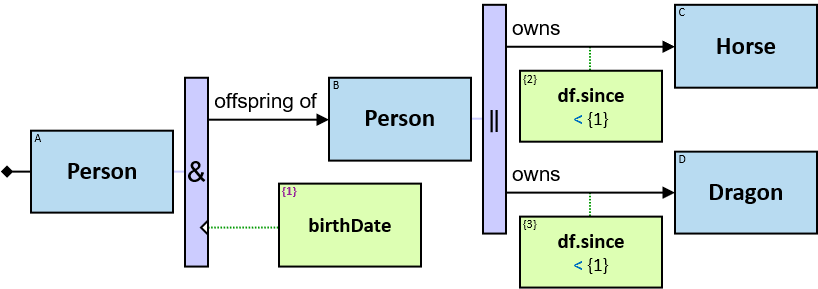 A
Person
&
offspring of
B
Person
{1}
birthDate
||
owns
C
Horse
{2}
df.since
< {1}
owns
D
Dragon
{3}
df.since
< {1}